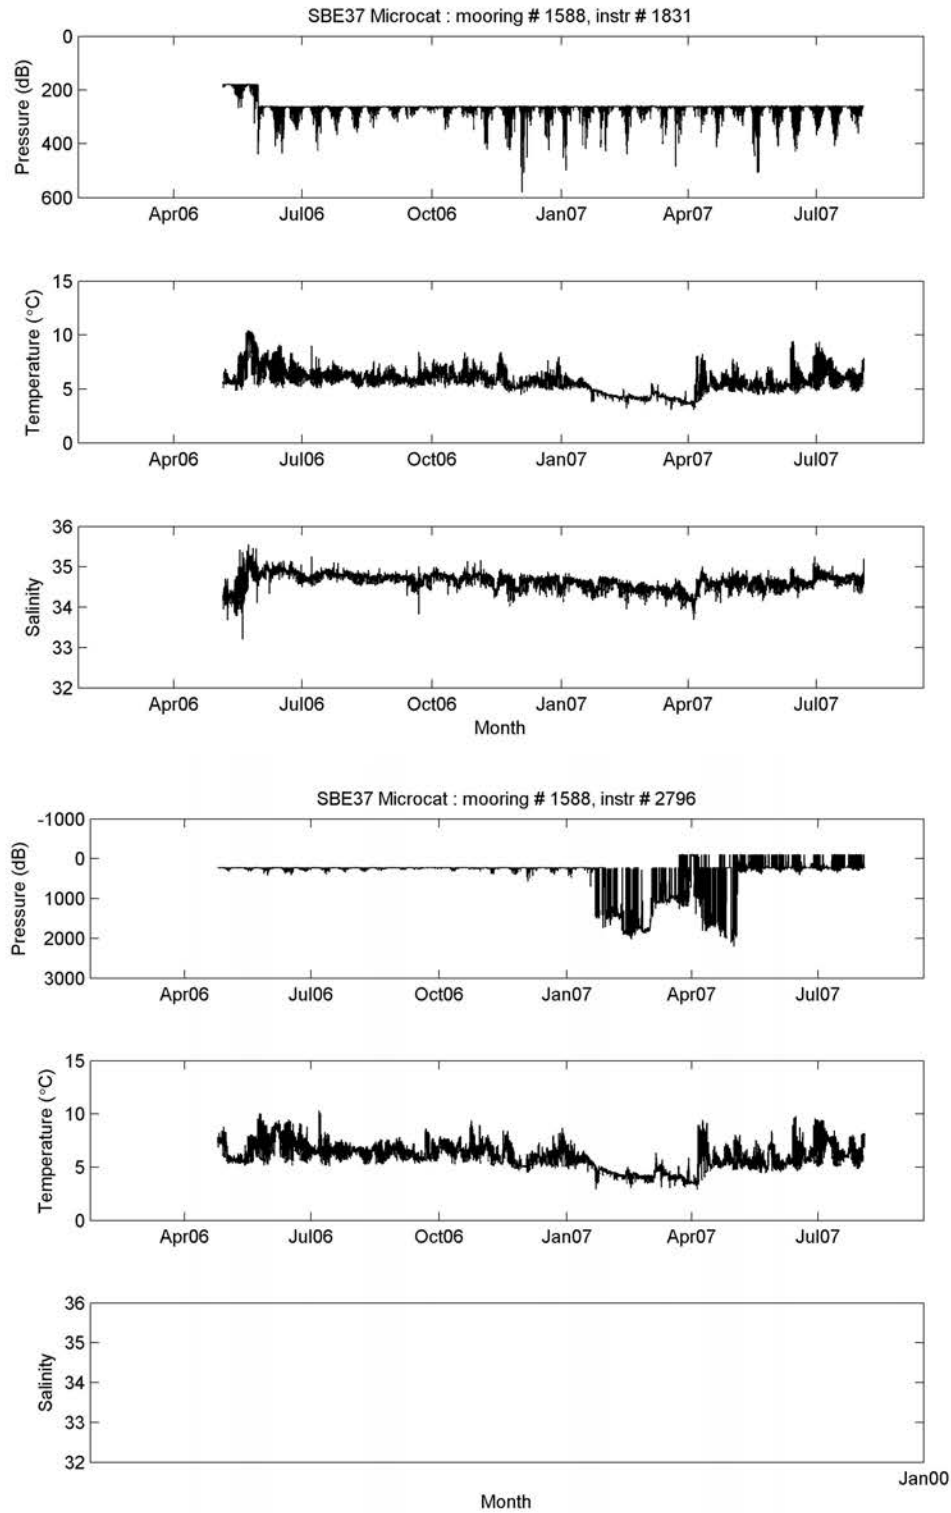 SBE37 Microcat : mooring # 1588, instr # 1831
Pressure (dB)
0
200
400
600
Apr06 Jul06 Oct06 Jan07 Apr07 Jul07
Temperature (°C)
15
10
5
0
Apr06 Jul06 Oct06 Jan07 Apr07 Jul07
Salinity
36
35
34
33
32
Apr06 Jul06 Oct06 Jan07 Apr07 Jul07
Month
SBE37 Microcat : mooring # 1588, instr # 2796
Pressure (dB)
-1000
0
1000
2000
3000
Apr06 Jul06 Oct06 Jan07 Apr07 Jul07
Temperature (°C)
15
10
5
0
Apr06 Jul06 Oct06 Jan07 Apr07 Jul07
Salinity
36
35
34
33
32
Jan00
Month